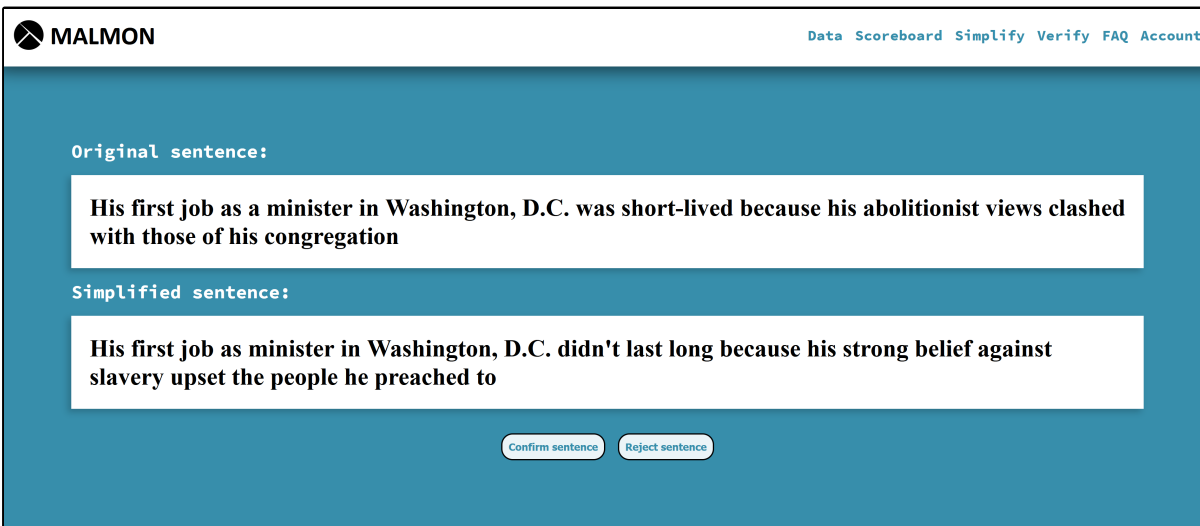 MALMON
Data Scoreboard Simplify Verify FAQ Account
Original sentence:
His first job as a minister in Washington, D.C. was short-lived because his abolitionist views clashed
with those of his congregation
Simplified sentence:
His first job as minister in Washington, D.C. didn't last long because his strong belief against
slavery upset the people he preached to
Confirm sentence Reject sentence